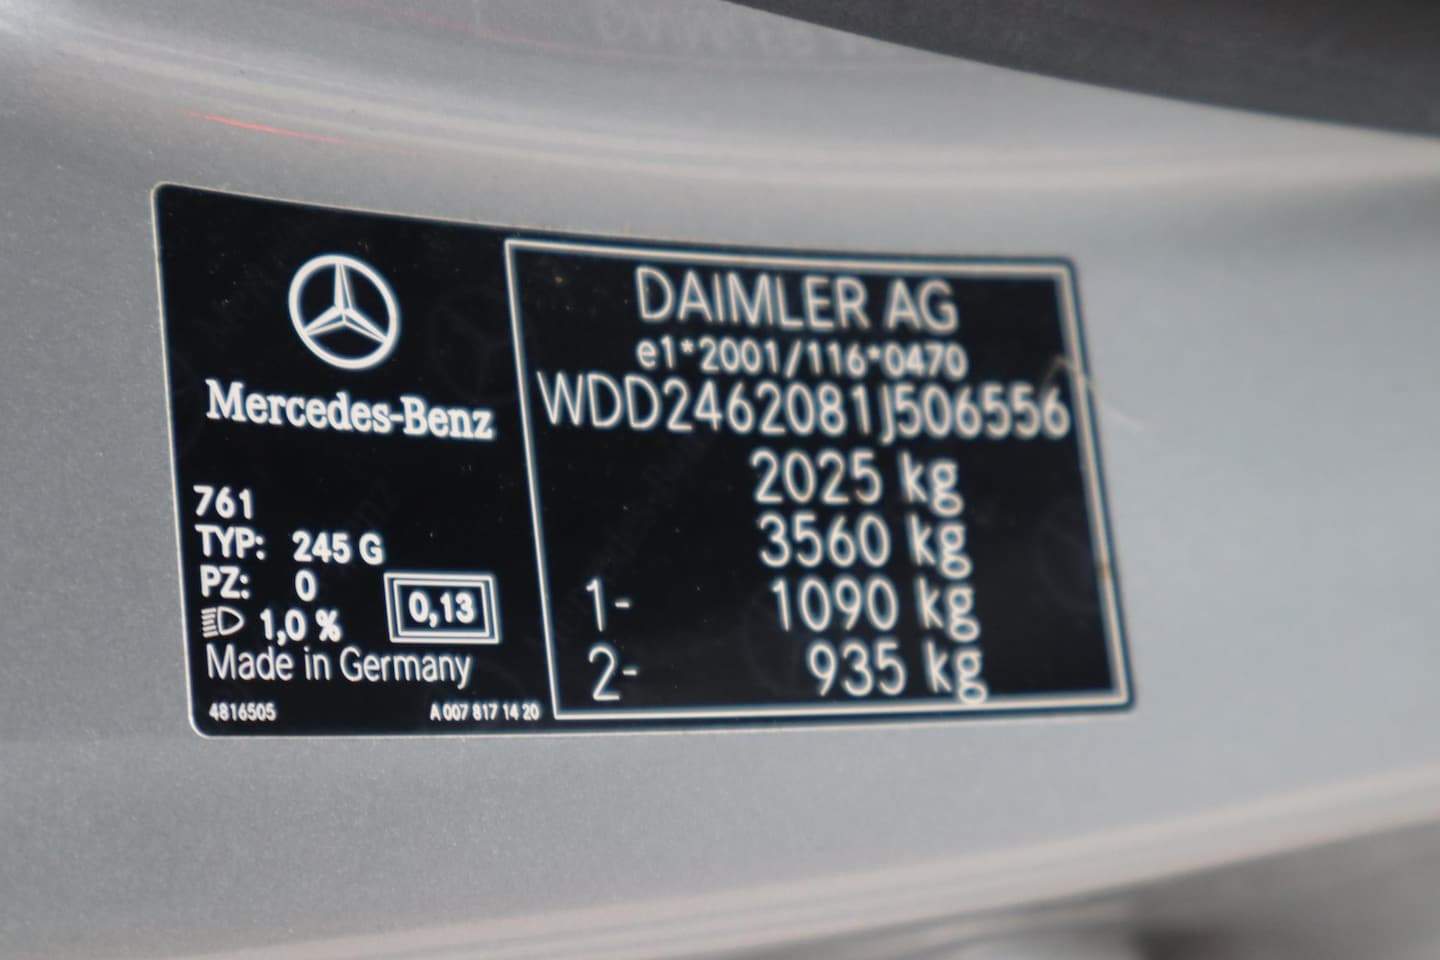 Mercedes-Benz
761
TYP: 245 G
PZ: 0
1,0 %
0,13
Made in Germany
4816505 A 007 817 14 20
DAIMLER AG
e1*2001/116*0470
WDD2462081J506556
2025 kg
3560 kg
1- 1090 kg
2- 935 kg